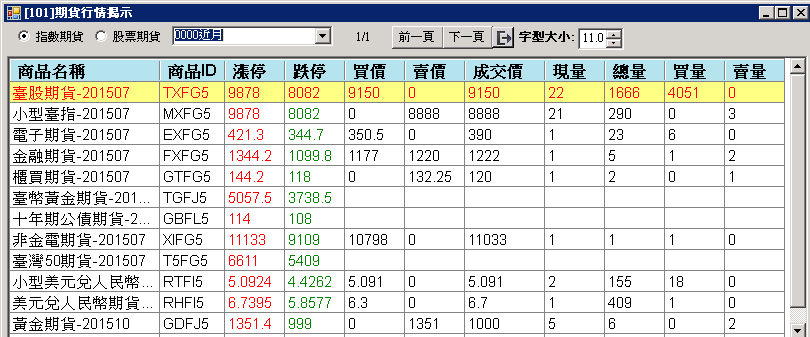 [101]期貨行情揭示
指數期貨 股票期貨 0000近月 1/1 前一頁 下一頁 字型大小: 11.0
商品名稱 商品ID 漲停 跌停 買價 賣價 成交價 現量 總量 買量 賣量
臺股期貨-201507 TXFG5 9878 8082 9150 0 9150 22 1686 4051 0
小型臺指-201507 MXFG5 9878 8082 0 8888 8888 21 290 0 3
電子期貨-201507 EXFG5 421.3 344.7 350.5 0 390 1 23 6 0
金融期貨-201507 FXFG5 1344.2 1099.8 1177 1220 1222 1 5 1 2
櫃買期貨-201507 GTFG5 144.2 118 0 132.25 120 1 2 0 1
臺幣黃金期貨-201... TGFJ5 5057.5 3738.5
十年期公債期貨-2... GBFL5 114 108
非金電期貨-201507 XIFG5 11133 9109 10798 0 11033 1 1 1 0
臺灣50期貨-201507 T5FG5 6611 5409
小型美元兌人民幣... RTFI5 5.0924 4.4262 5.091 0 5.091 2 155 18 0
美元兌人民幣期貨... RHFI5 6.7395 5.8577 6.3 0 6.7 1 409 1 0
黃金期貨-201510 GDFJ5 1351.4 999 0 1351 1000 5 6 0 2